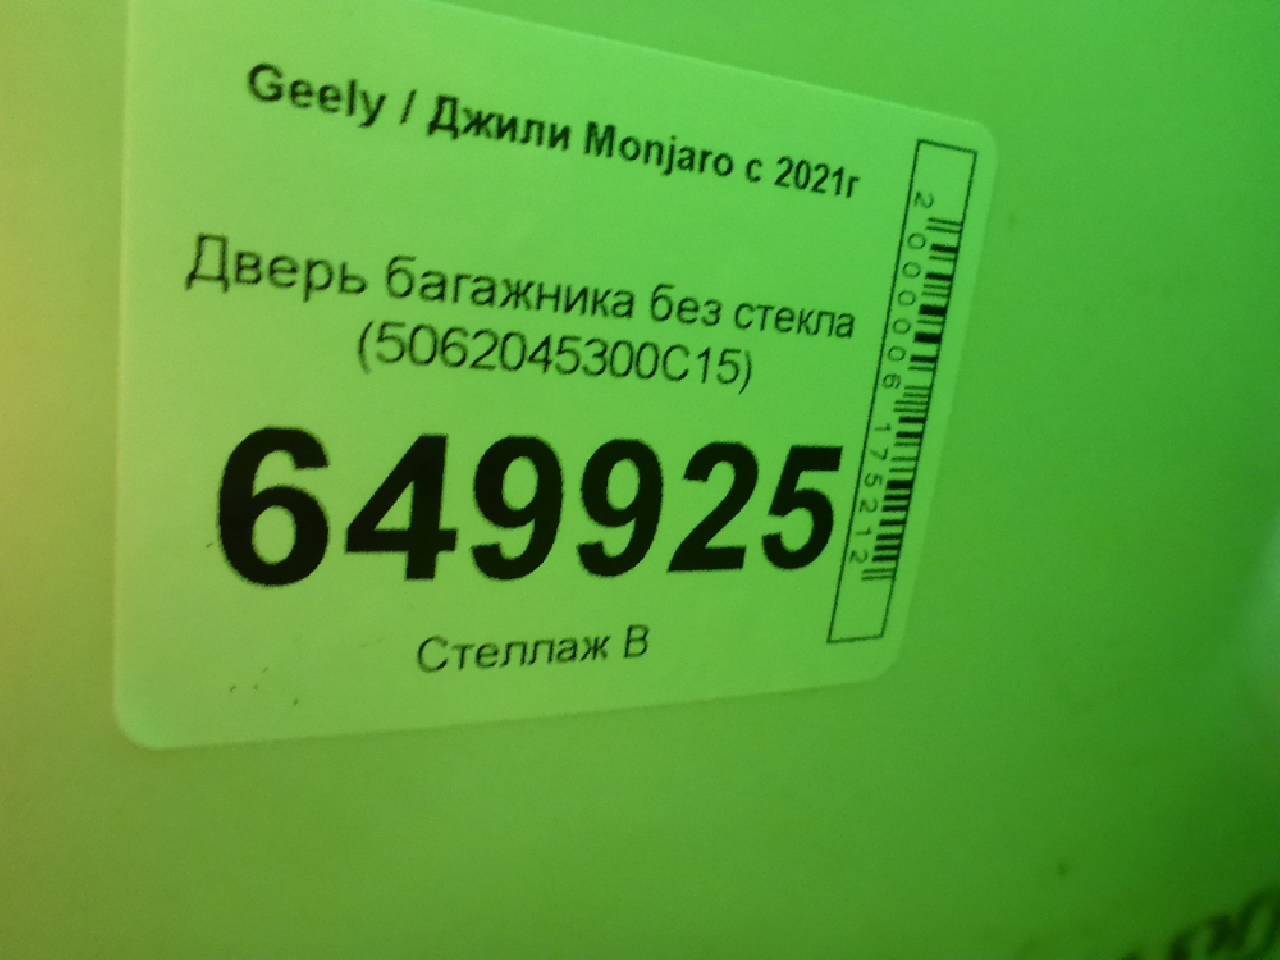 Geely / Джили Monjaro с 2021г
Дверь багажника без стекла
(5062045300C15)
649925
Стеллаж В
2000006175212